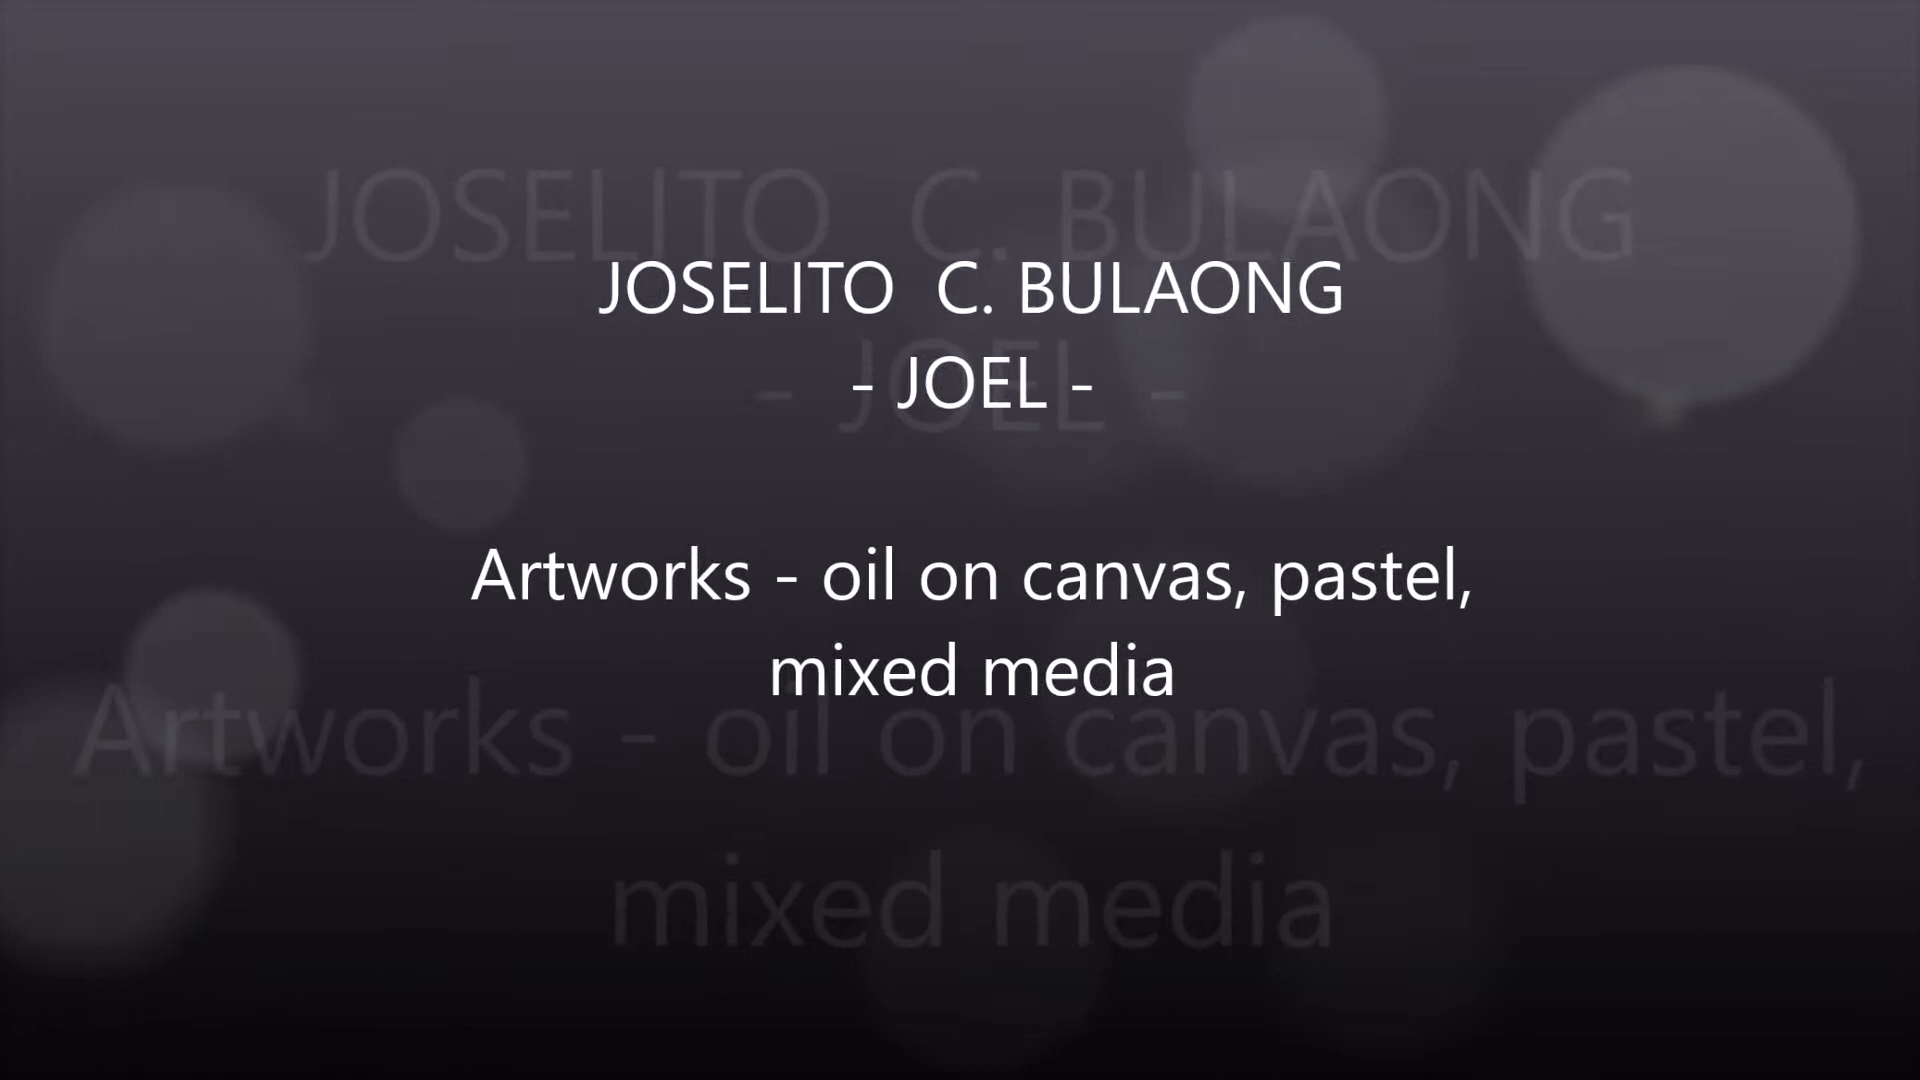 JOSELITO  C. BULAONG
- JOEL -
Artworks - oil on canvas, pastel,
mixed media